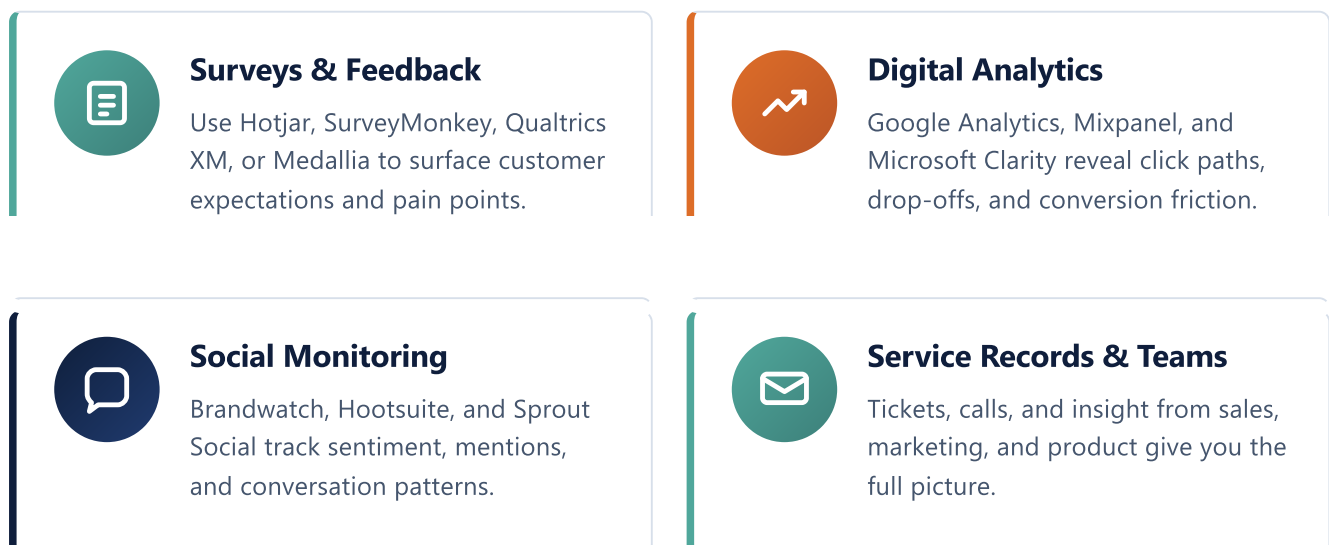 Surveys & Feedback
Use Hotjar, SurveyMonkey, Qualtrics
XM, or Medallia to surface customer
expectations and pain points.
Digital Analytics
Google Analytics, Mixpanel, and
Microsoft Clarity reveal click paths,
drop-offs, and conversion friction.
Social Monitoring
Brandwatch, Hootsuite, and Sprout
Social track sentiment, mentions,
and conversation patterns.
Service Records & Teams
Tickets, calls, and insight from sales,
marketing, and product give you the
full picture.